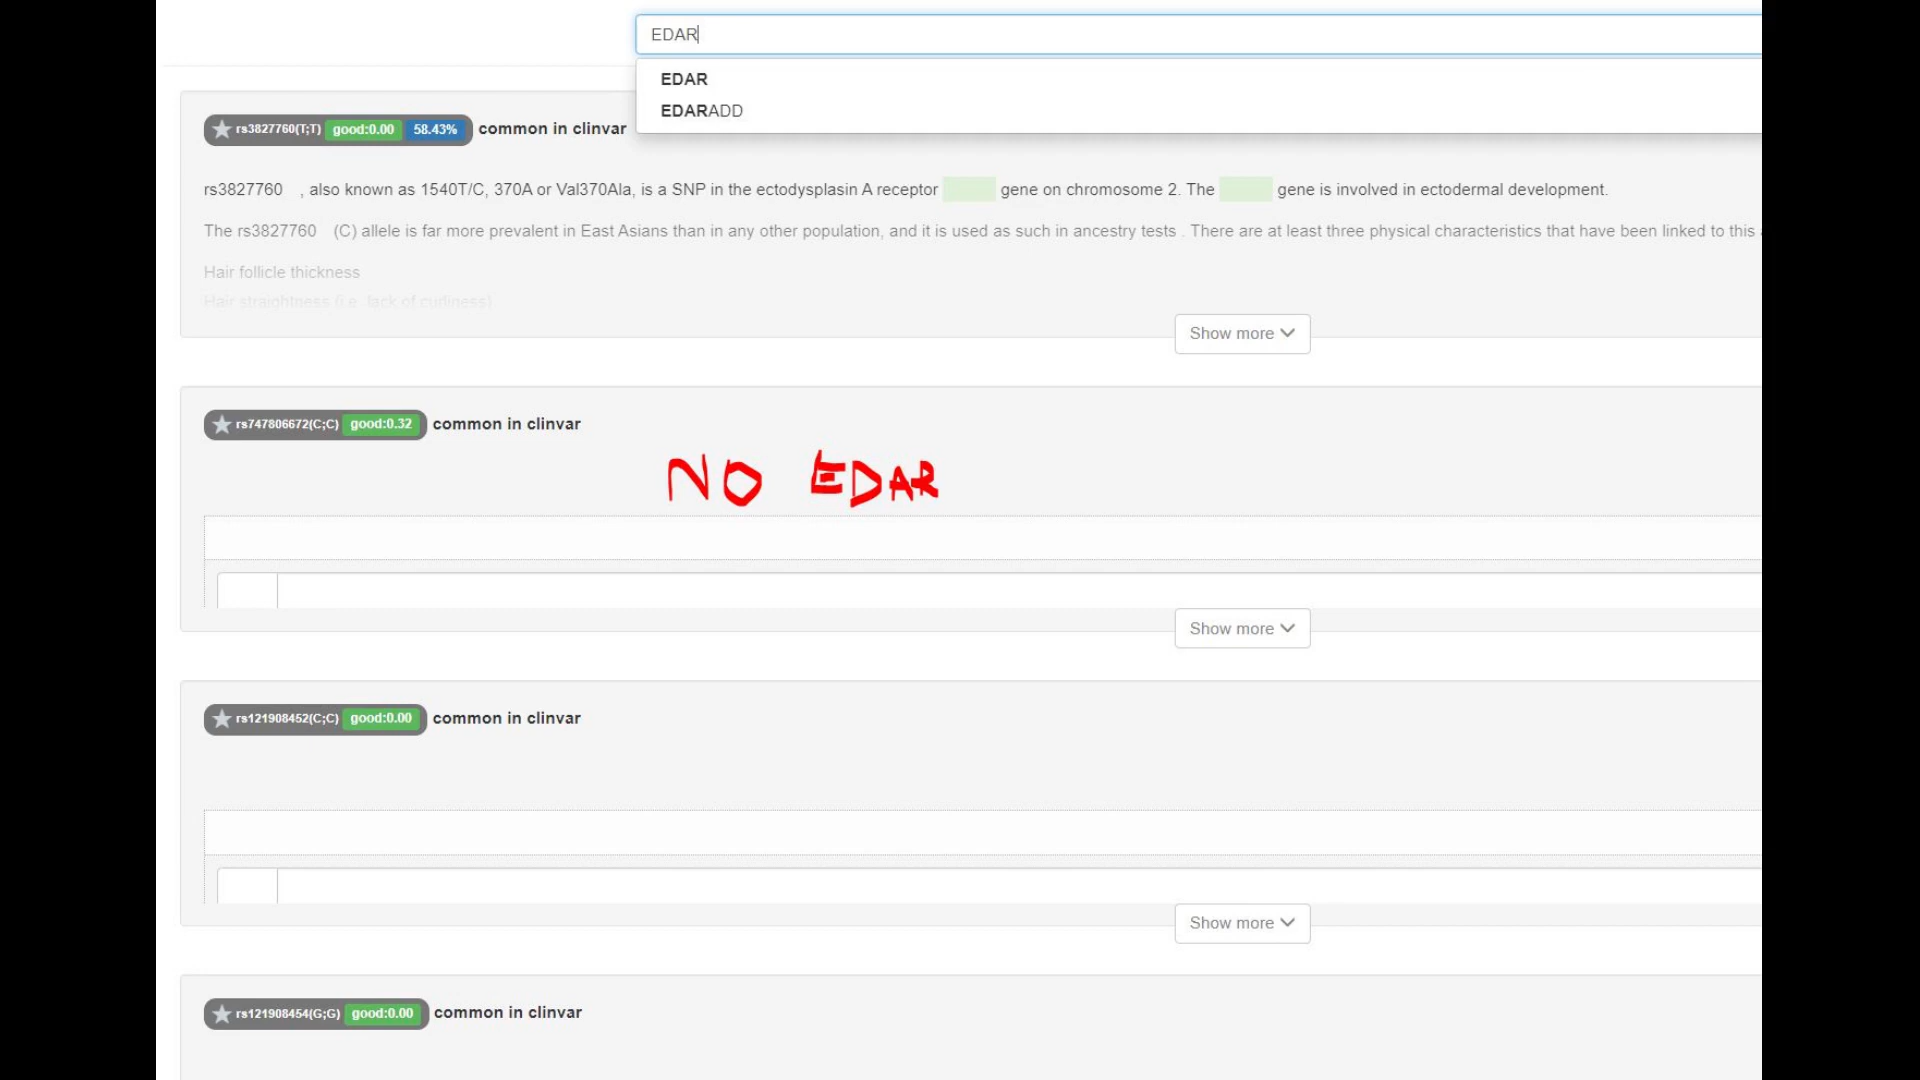 EDAR
EDAR
EDARADD
rs3827760(T;T) good:0.00 58.43% common in clinvar
rs3827760 , also known as 1540T/C, 370A or Val370Ala, is a SNP in the ectodysplasin A receptor gene on chromosome 2. The gene is involved in ectodermal development.
The rs3827760 (C) allele is far more prevalent in East Asians than in any other population, and it is used as such in ancestry tests . There are at least three physical characteristics that have been linked to this
Hair follicle thickness
Hair straightness (i.e. lack of curliness)
Show more
rs747806672(C;C) good:0.32 common in clinvar
NO EDAR
Show more
rs121908452(C;C) good:0.00 common in clinvar
Show more
rs121908454(G;G) good:0.00 common in clinvar